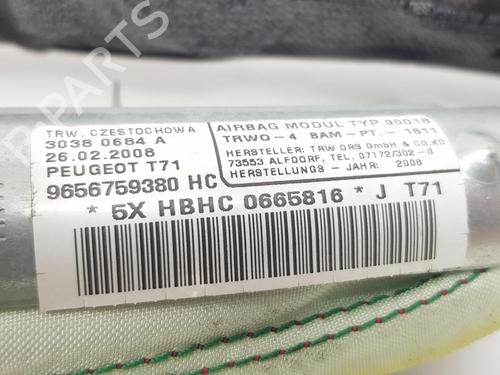 TRW. CZESTOCHOWA
3038 0684 A
26.02.2008
PEUGEOT T71
9656759380 HC
AIRBAG MODUL TYP 90018
TRWO-4 BAM-PT.-1811
HERSTELLER: TRW ORS GmbH & CO.KG
73553 ALFDORF, TEL. 07172/302-0
HERSTELLUNGS - JAHR: 2008
* 5X HBHC 0665816 * J T71
B-PARTS